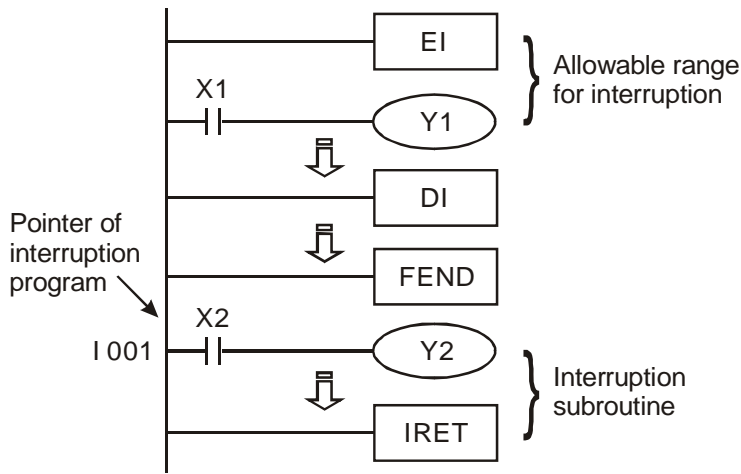 EI
Allowable range
for interruption
X1
Y1
DI
Pointer of
interruption
program
FEND
X2
I 001
Y2
Interruption
subroutine
IRET